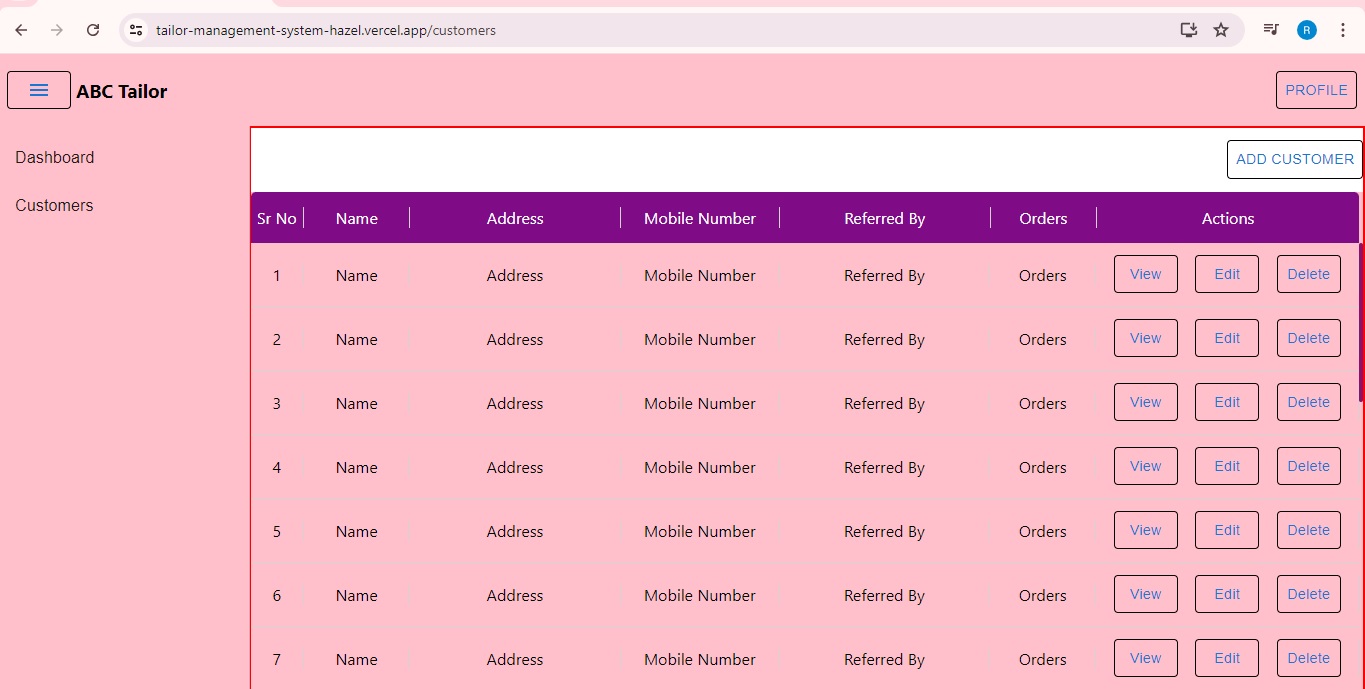 tailor-management-system-hazel.vercel.app/customers
R
ABC Tailor
PROFILE
Dashboard
Customers
ADD CUSTOMER
Sr No Name Address Mobile Number Referred By Orders Actions
1 Name Address Mobile Number Referred By Orders View Edit Delete
2 Name Address Mobile Number Referred By Orders View Edit Delete
3 Name Address Mobile Number Referred By Orders View Edit Delete
4 Name Address Mobile Number Referred By Orders View Edit Delete
5 Name Address Mobile Number Referred By Orders View Edit Delete
6 Name Address Mobile Number Referred By Orders View Edit Delete
7 Name Address Mobile Number Referred By Orders View Edit Delete